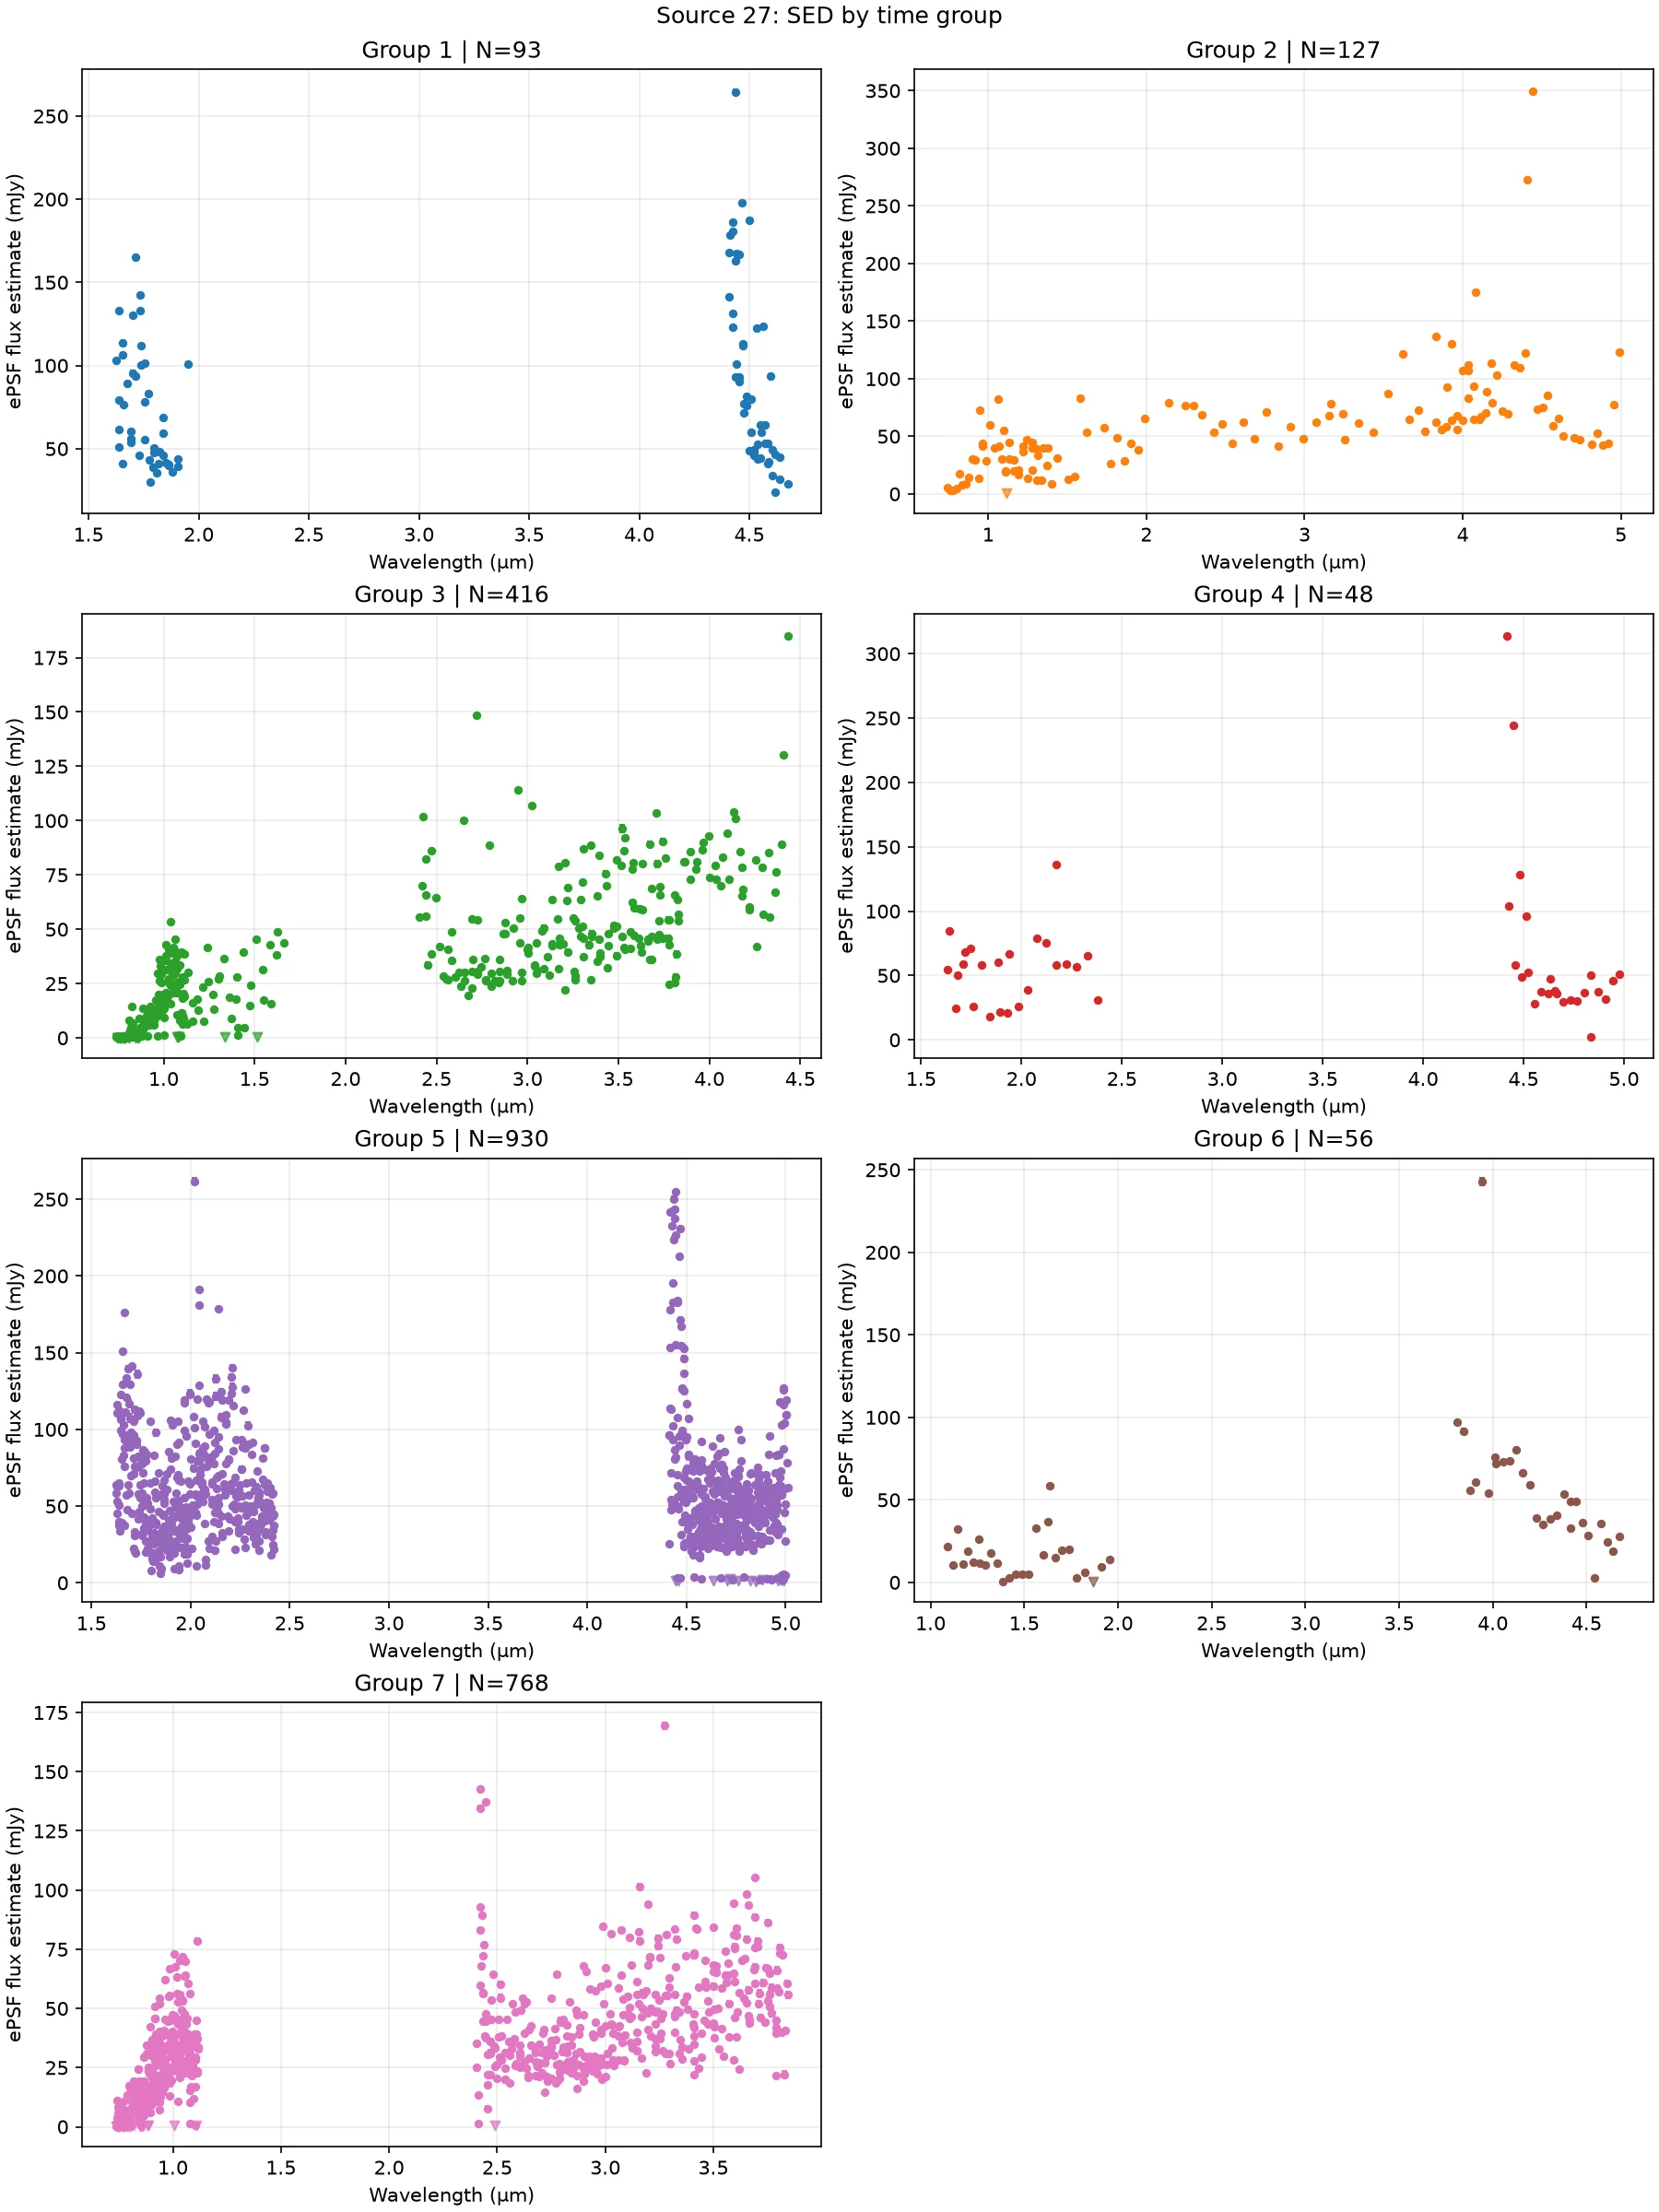 Source 27: SED by time group
Group 1 | N=93
ePSF flux estimate (mJy)
250
200
150
100
50
1.5 2.0 2.5 3.0 3.5 4.0 4.5
Wavelength (µm)
Group 2 | N=127
ePSF flux estimate (mJy)
350
300
250
200
150
100
50
0
1 2 3 4 5
Wavelength (µm)
Group 3 | N=416
ePSF flux estimate (mJy)
175
150
125
100
75
50
25
0
1.0 1.5 2.0 2.5 3.0 3.5 4.0 4.5
Wavelength (µm)
Group 4 | N=48
ePSF flux estimate (mJy)
300
250
200
150
100
50
0
1.5 2.0 2.5 3.0 3.5 4.0 4.5 5.0
Wavelength (µm)
Group 5 | N=930
ePSF flux estimate (mJy)
250
200
150
100
50
0
1.5 2.0 2.5 3.0 3.5 4.0 4.5 5.0
Wavelength (µm)
Group 6 | N=56
ePSF flux estimate (mJy)
250
200
150
100
50
0
1.0 1.5 2.0 2.5 3.0 3.5 4.0 4.5
Wavelength (µm)
Group 7 | N=768
ePSF flux estimate (mJy)
175
150
125
100
75
50
25
0
1.0 1.5 2.0 2.5 3.0 3.5
Wavelength (µm)